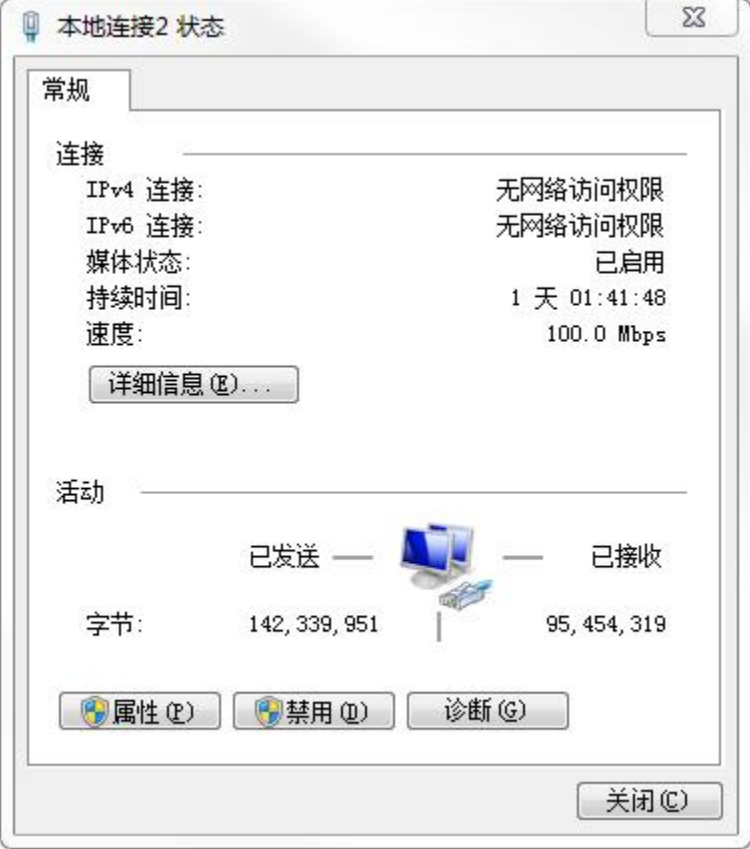 本地连接2 状态
常规
连接
IPv4 连接: 无网络访问权限
IPv6 连接: 无网络访问权限
媒体状态: 已启用
持续时间: 1 天 01:41:48
速度: 100.0 Mbps
详细信息(E)...
活动
已发送 已接收
字节: 142,339,951 95,454,319
属性(P) 禁用(D) 诊断(G)
关闭(C)